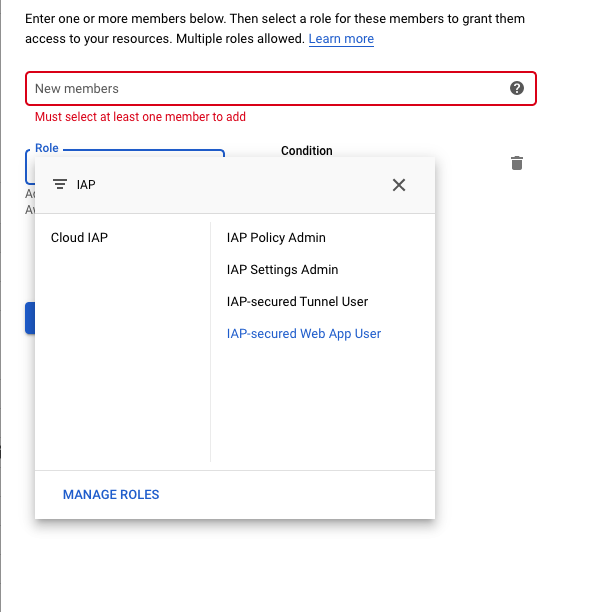 Enter one or more members below. Then select a role for these members to grant them
access to your resources. Multiple roles allowed. Learn more
New members
Must select at least one member to add
Role
Condition
IAP
Cloud IAP
IAP Policy Admin
IAP Settings Admin
IAP-secured Tunnel User
IAP-secured Web App User
MANAGE ROLES